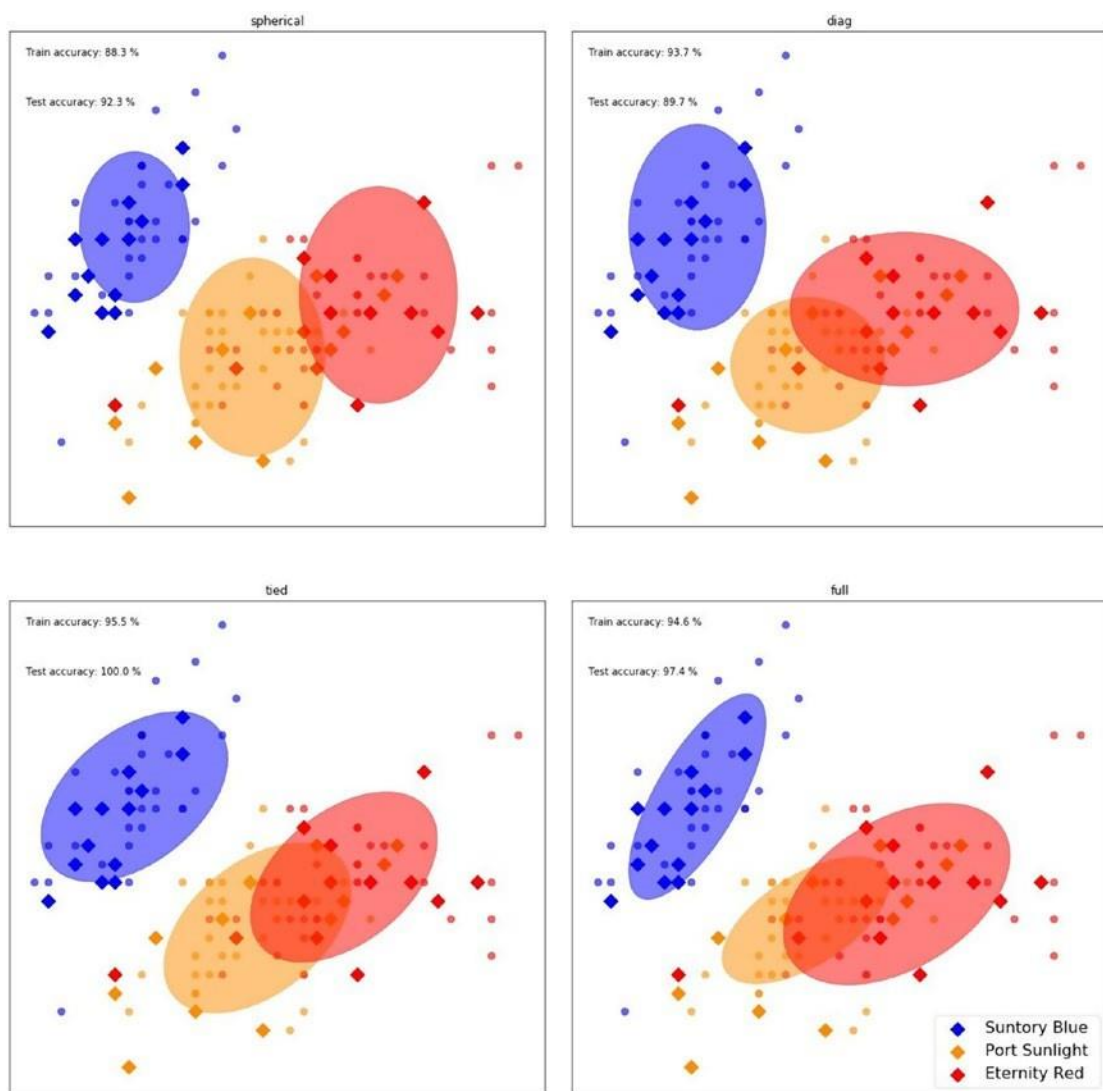 spherical
Train accuracy: 88.3 %
Test accuracy: 92.3 %
diag
Train accuracy: 93.7 %
Test accuracy: 89.7 %
tied
Train accuracy: 95.5 %
Test accuracy: 100.0 %
full
Train accuracy: 94.6 %
Test accuracy: 97.4 %
Suntory Blue
Port Sunlight
Eternity Red